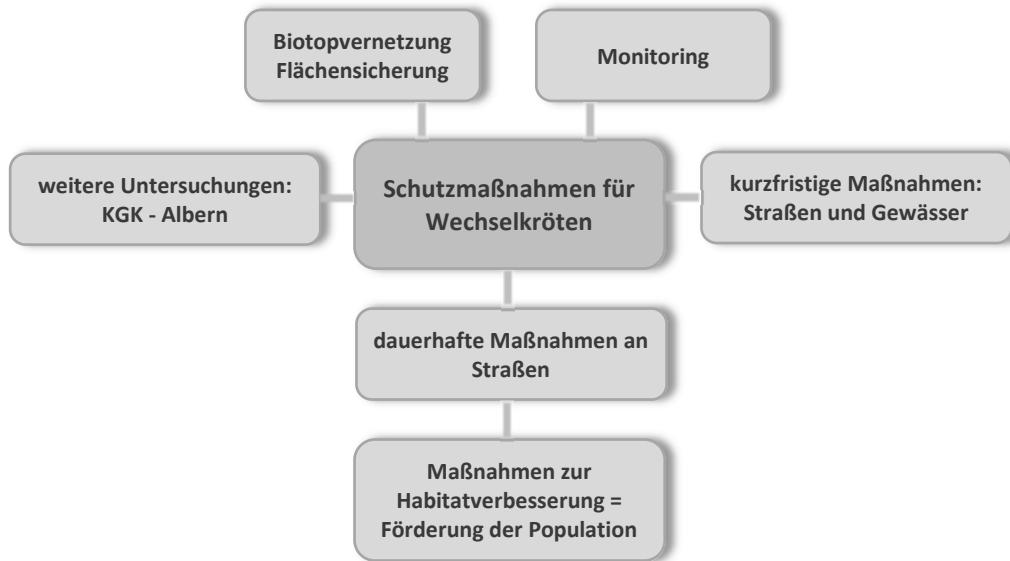 Biotopvernetzung
Flächensicherung
Monitoring
weitere Untersuchungen:
KGK - Albern
Schutzmaßnahmen für
Wechselkröten
kurzfristige Maßnahmen:
Straßen und Gewässer
dauerhafte Maßnahmen an
Straßen
Maßnahmen zur
Habitatverbesserung =
Förderung der Population